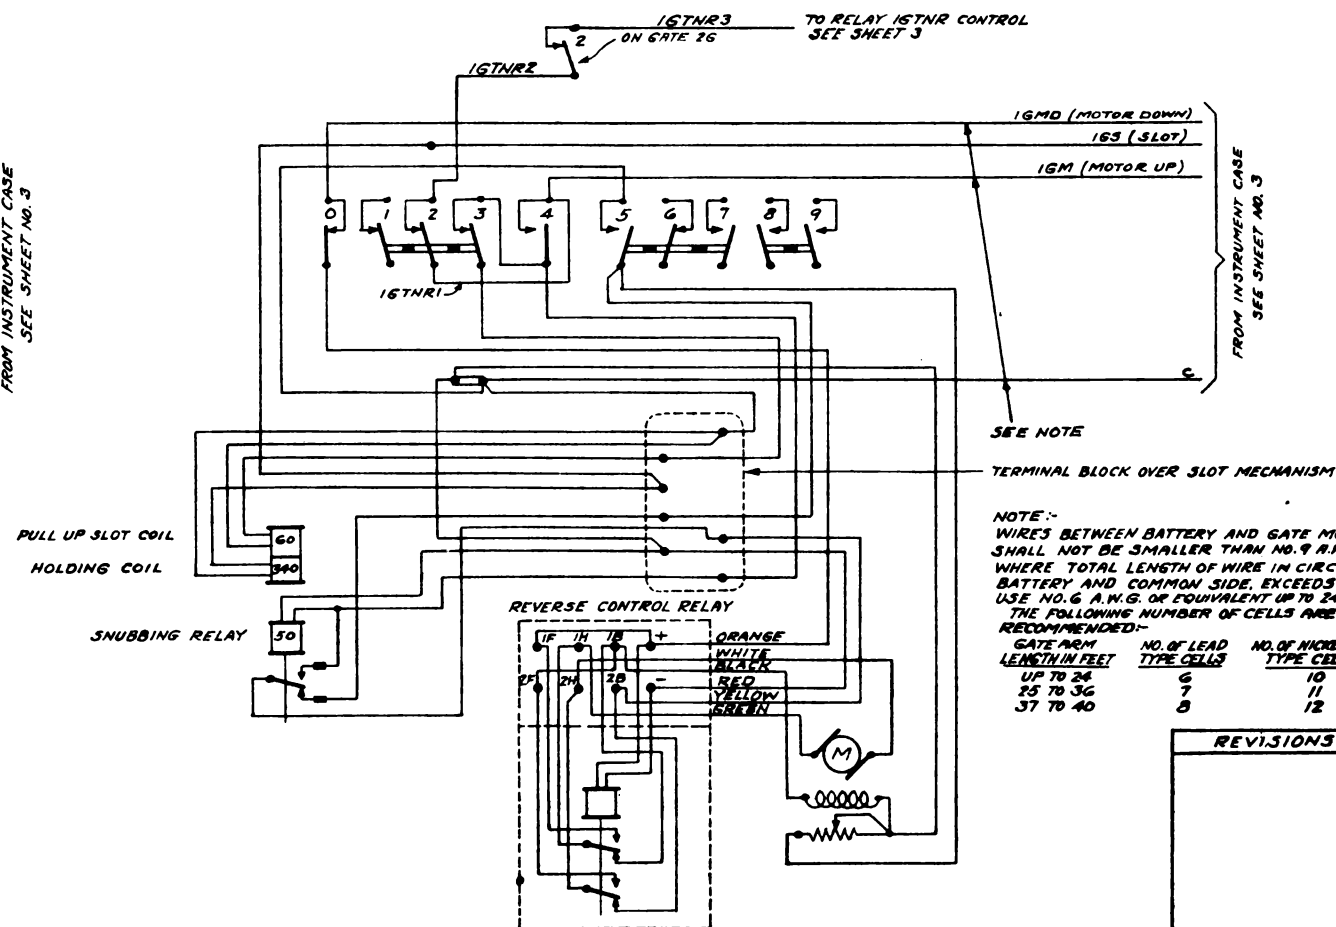 1GTNR3
TO RELAY 1GTNR CONTROL
SEE SHEET 3
2
ON GATE 2G
1GTNR2
1GMD (MOTOR DOWN)
1GS (SLOT)
1GM (MOTOR UP)
FROM INSTRUMENT CASE
SEE SHEET NO. 3
FROM INSTRUMENT CASE
SEE SHEET NO. 3
0 1 2 3 4 5 6 7 8 9
1GTNR1
C
SEE NOTE
TERMINAL BLOCK OVER SLOT MECHANISM
PULL UP SLOT COIL
60
HOLDING COIL
340
SNUBBING RELAY
50
REVERSE CONTROL RELAY
1F 1H 1B +
2F 2H 2B -
ORANGE
WHITE
BLACK
RED
YELLOW
GREEN
M
NOTE:-
WIRES BETWEEN BATTERY AND GATE
SHALL NOT BE SMALLER THAN NO. 9
WHERE TOTAL LENGTH OF WIRE IN
BATTERY AND COMMON SIDE, EXCEEDS
USE NO. 6 A.W.G. OR EQUIVALENT UP TO
THE FOLLOWING NUMBER OF CELLS ARE
RECOMMENDED:-
GATE ARM NO. OF LEAD NO. OF
LENGTH IN FEET TYPE CELLS TYPE
UP TO 24 6 10
25 TO 36 7 11
37 TO 40 8 12
REVISIONS